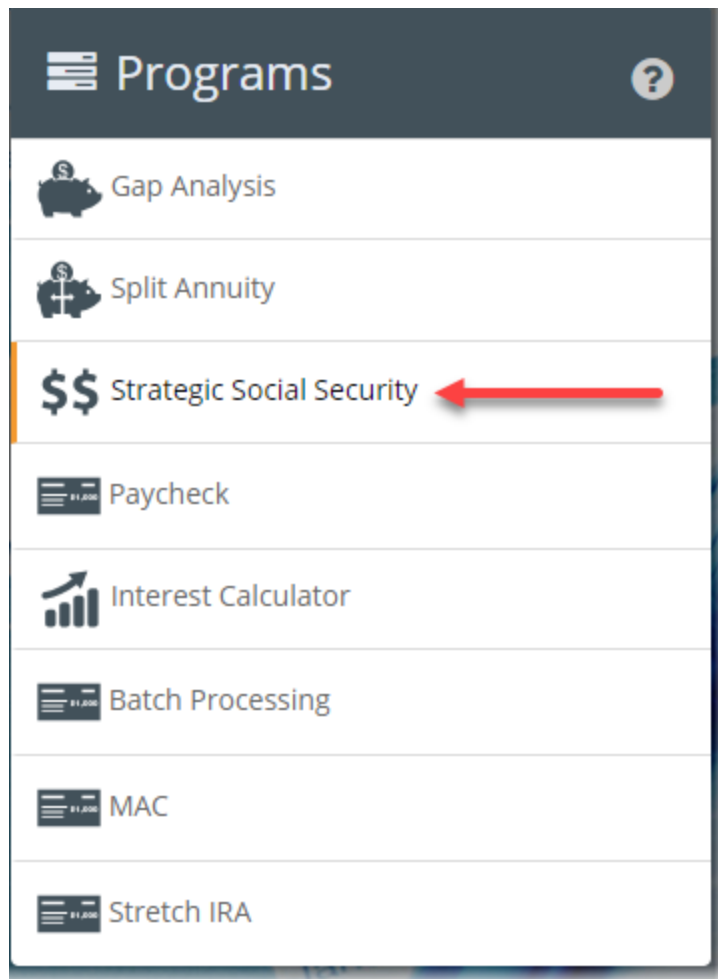 Programs
?
Gap Analysis
Split Annuity
$$ Strategic Social Security
Paycheck
Interest Calculator
Batch Processing
MAC
Stretch IRA